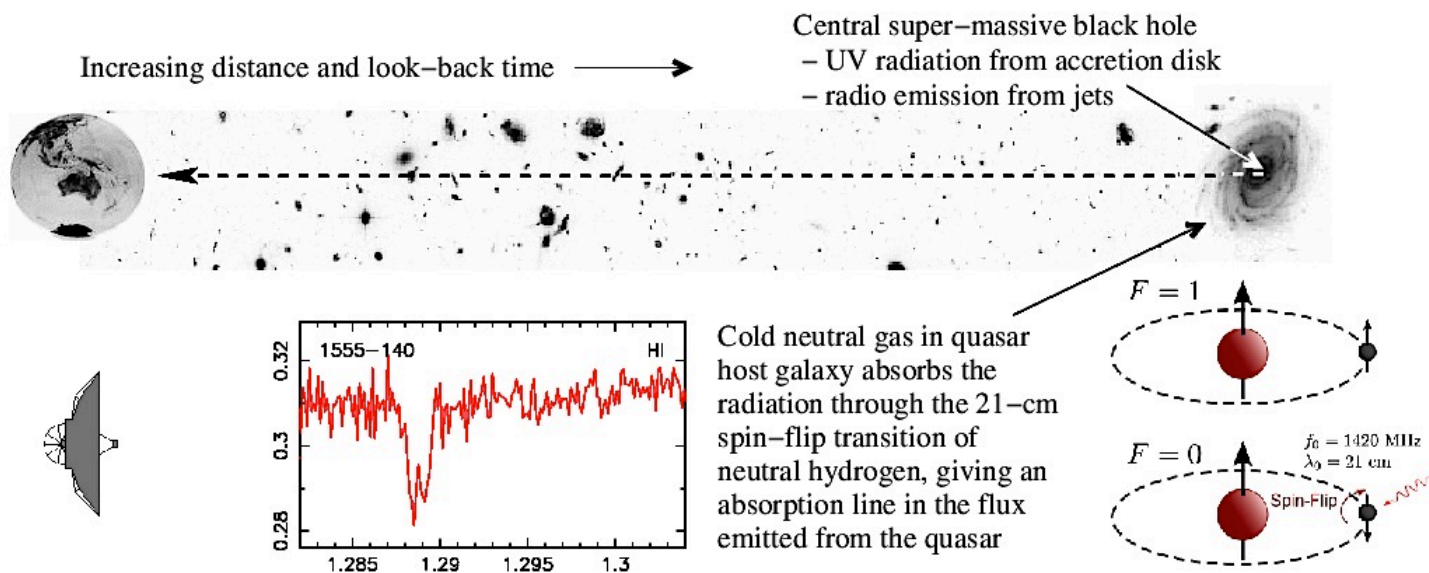 Central super−massive black hole
− UV radiation from accretion disk
− radio emission from jets
Increasing distance and look−back time
1555−140
HI
0.32
0.3
0.28
1.285
1.29
1.295
1.3
Cold neutral gas in quasar
host galaxy absorbs the
radiation through the 21−cm
spin−flip transition of
neutral hydrogen, giving an
absorption line in the flux
emitted from the quasar
F = 1
F = 0
f₀ = 1420 MHz
λ₀ = 21 cm
Spin-Flip